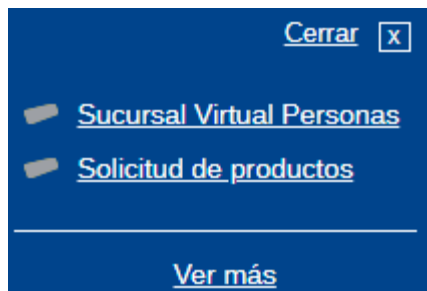 Cerrar x
Sucursal Virtual Personas
Solicitud de productos
Ver más